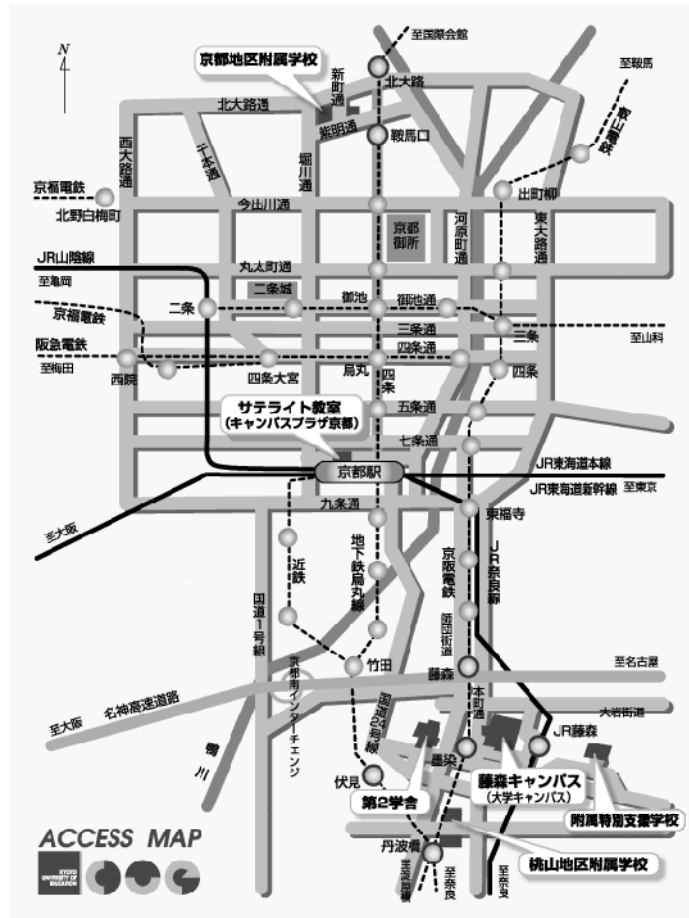 N
至国際会館
京都地区附属学校
新町通
北大路
至鞍馬
北大路通
紫明通
鞍馬口
叡山電鉄
西大路通
千本通
堀川通
京福電鉄
北野白梅町
今出川通
出町柳
京都
御所
河原町通
東大路通
JR山陰線
至亀岡
丸太町通
二条城
二条
御池
御池通
京福電鉄
三条通
三条
至山科
阪急電鉄
至梅田
四条通
西院
四条大宮
烏丸
四条
四条
サテライト教室
(キャンパスプラザ京都)
五条通
七条通
京都駅
JR東海道本線
JR東海道新幹線
至東京
九条通
東福寺
至大阪
近鉄
地下鉄烏丸線
京阪電鉄
JR奈良線
国道1号線
師団街道
竹田
藤森
至名古屋
京都南インターチェンジ
本町通
名神高速道路
至大阪
大岩街道
国道24号線
鴨川
墨染
JR藤森
伏見
第2学舎
藤森キャンパス
(大学キャンパス)
附属特別支援学校
丹波橋
桃山地区附属学校
至奈良
至奈良
ACCESS MAP
KYOTO
UNIVERSITY OF
EDUCATION